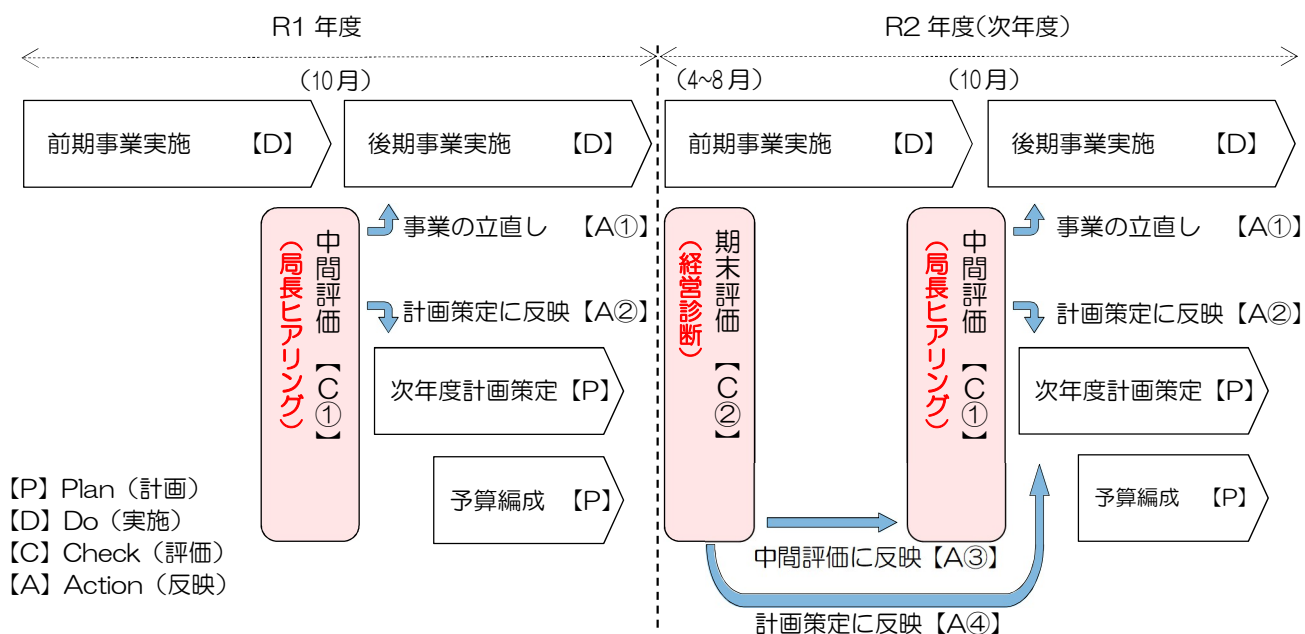 R1 年度
R2 年度(次年度)
(10月)
(4~8月)
(10月)
前期事業実施 【D】
後期事業実施 【D】
前期事業実施 【D】
後期事業実施 【D】
中間評価【C①】
(局長ヒアリング)
事業の立直し 【A①】
計画策定に反映【A②】
次年度計画策定【P】
予算編成 【P】
期末評価【C②】
(経営診断)
中間評価【C①】
(局長ヒアリング)
事業の立直し 【A①】
計画策定に反映【A②】
次年度計画策定【P】
予算編成 【P】
中間評価に反映【A③】
計画策定に反映【A④】
【P】Plan(計画)
【D】Do(実施)
【C】Check(評価)
【A】Action(反映)